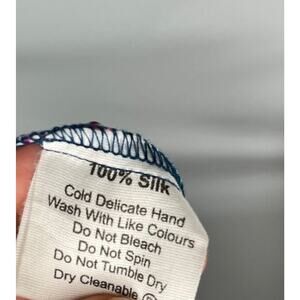 100% Silk
Cold Delicate Hand
Wash With Like Colours
Do Not Bleach
Do Not Spin
Do Not Tumble Dry
Dry Cleanable Ⓟ